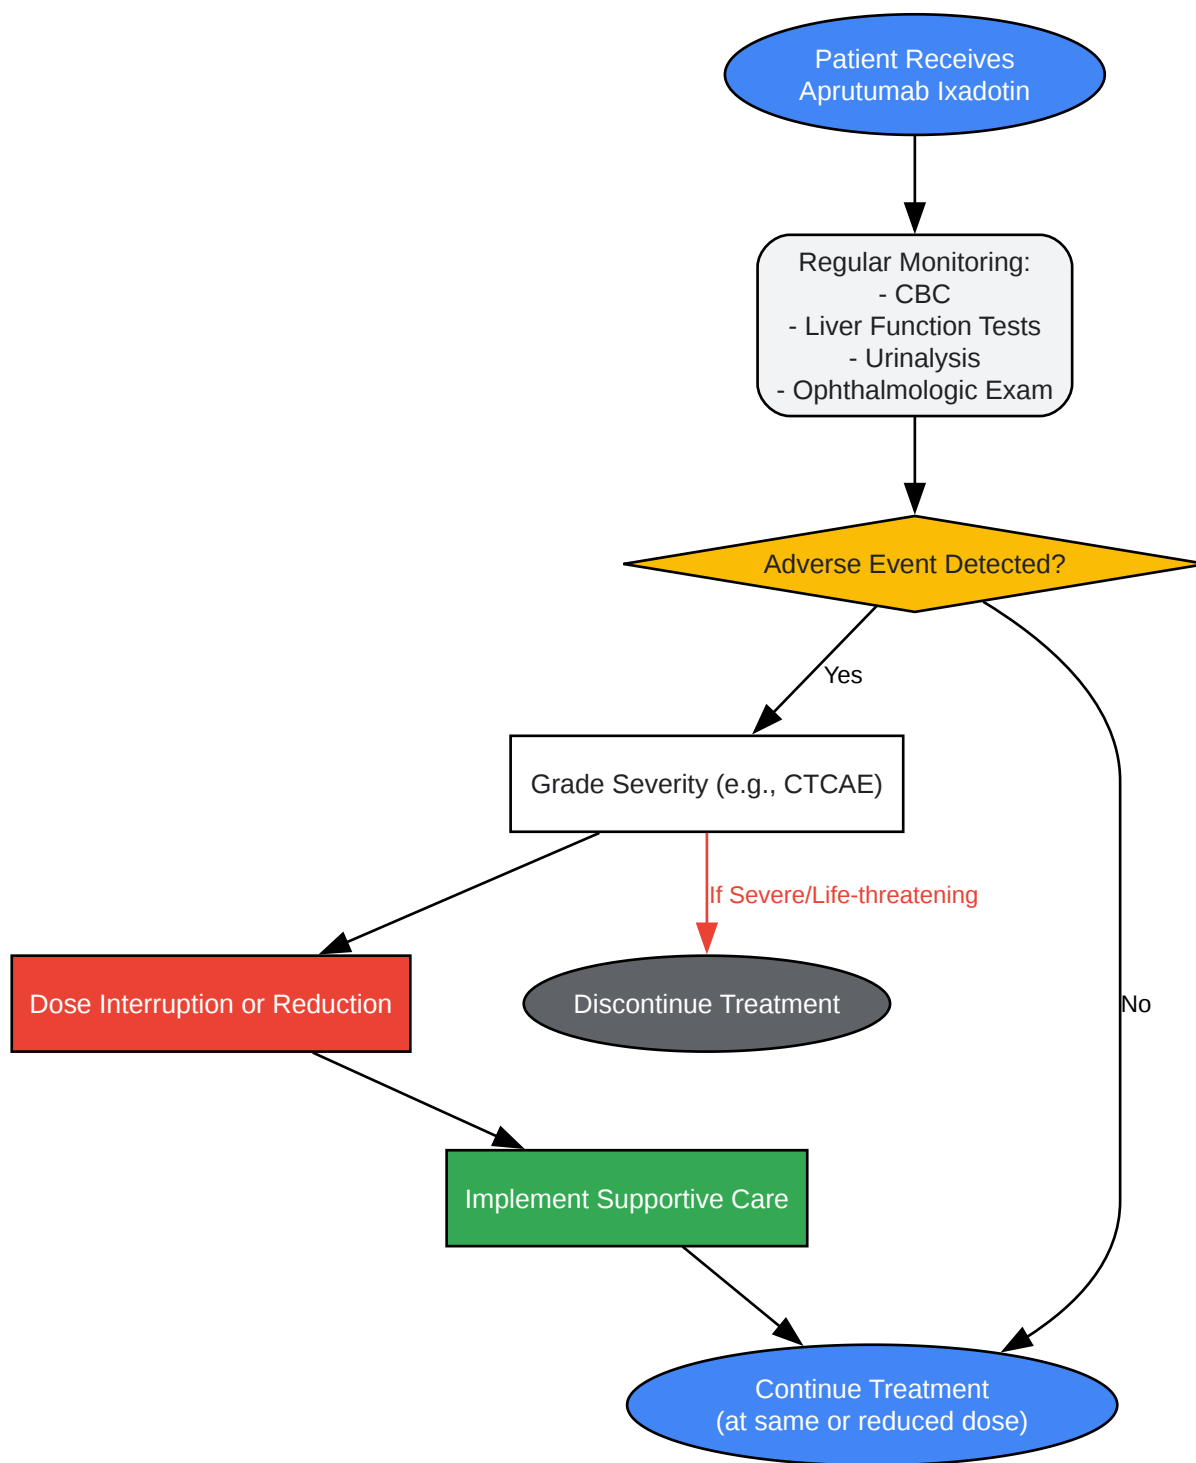 Patient Receives
Aprutumab Ixadotin
Regular Monitoring:
- CBC
- Liver Function Tests
- Urinalysis
- Ophthalmologic Exam
Adverse Event Detected?
Yes
Grade Severity (e.g., CTCAE)
If Severe/Life-threatening
Dose Interruption or Reduction
Discontinue Treatment
No
Implement Supportive Care
Continue Treatment
(at same or reduced dose)